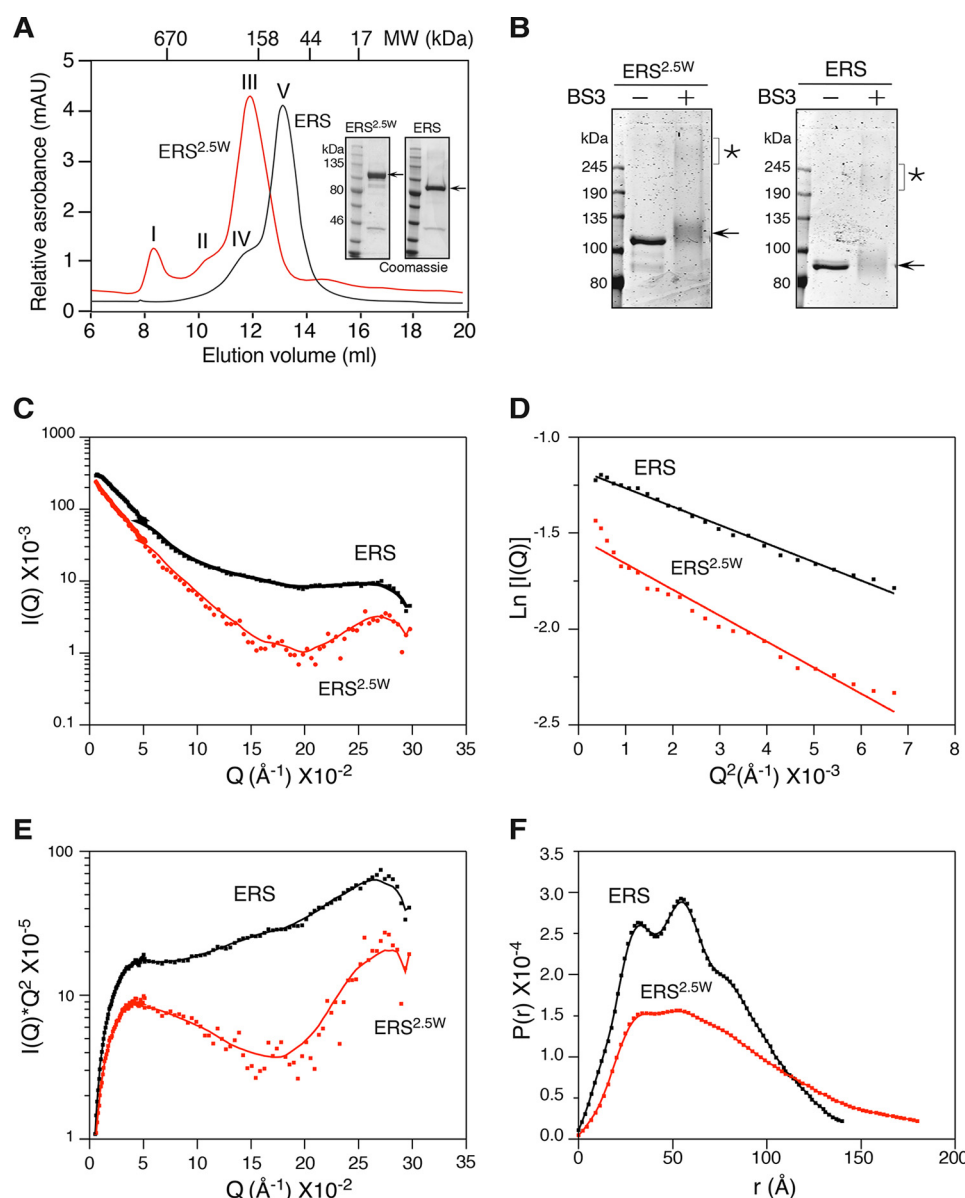 A
670 158 44 17 MW (kDa)
5
4
3
2
1
0
Relative asrobance (mAU)
III
V
ERS
ERS2.5W
I
II
IV
ERS2.5W ERS
kDa
135
80
46
Coomassie
6 8 10 12 14 16 18 20
Elution volume (ml)
B
ERS2.5W
BS3 – +
kDa
245
190
135
100
80
*
ERS
BS3 – +
kDa
245
190
135
100
80
*
C
1000
100
10
1
0.1
I(Q) X10-3
ERS
ERS2.5W
0 5 10 15 20 25 30 35
Q (Å-1) X10-2
D
-1.0
-1.5
-2.0
-2.5
Ln [I(Q)]
ERS
ERS2.5W
0 1 2 3 4 5 6 7 8
Q2(Å-1) X10-3
E
100
10
1
I(Q)*Q2 X10-5
ERS
ERS2.5W
0 5 10 15 20 25 30 35
Q (Å-1) X10-2
F
3.5
3.0
2.5
2.0
1.5
1.0
0.5
0.0
P(r) X10-4
ERS
ERS2.5W
0 50 100 150 200
r (Å)